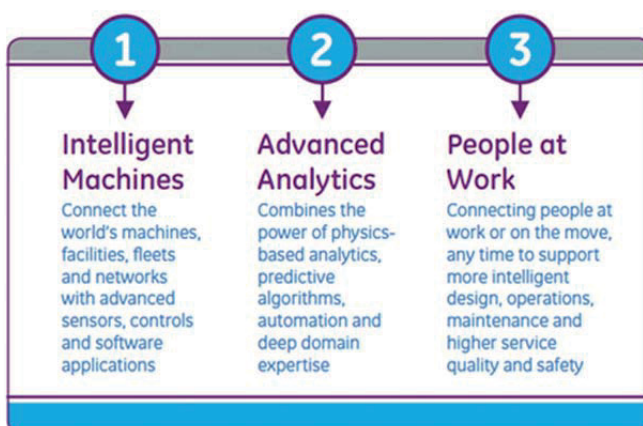 1
2
3
Intelligent
Machines
Connect the
world's machines,
facilities, fleets
and networks
with advanced
sensors, controls
and software
applications
Advanced
Analytics
Combines the
power of physics-
based analytics,
predictive
algorithms,
automation and
deep domain
expertise
People at
Work
Connecting people at
work or on the move,
any time to support
more intelligent
design, operations,
maintenance and
higher service
quality and safety